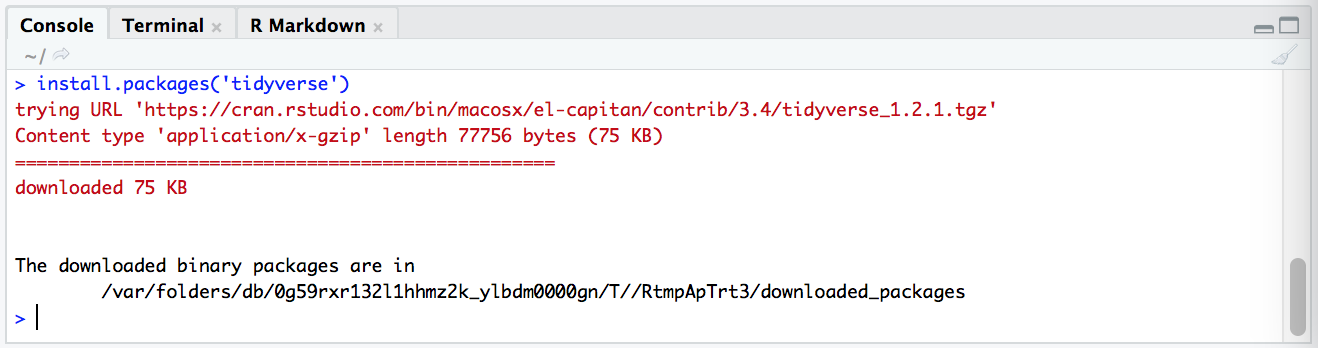 Console Terminal × R Markdown ×
~/
> install.packages('tidyverse')
trying URL 'https://cran.rstudio.com/bin/macosx/el-capitan/contrib/3.4/tidyverse_1.2.1.tgz'
Content type 'application/x-gzip' length 77756 bytes (75 KB)
==================================================
downloaded 75 KB
The downloaded binary packages are in
/var/folders/db/0g59rxr132l1hhmz2k_ylbdm0000gn/T//RtmpApTrt3/downloaded_packages
>